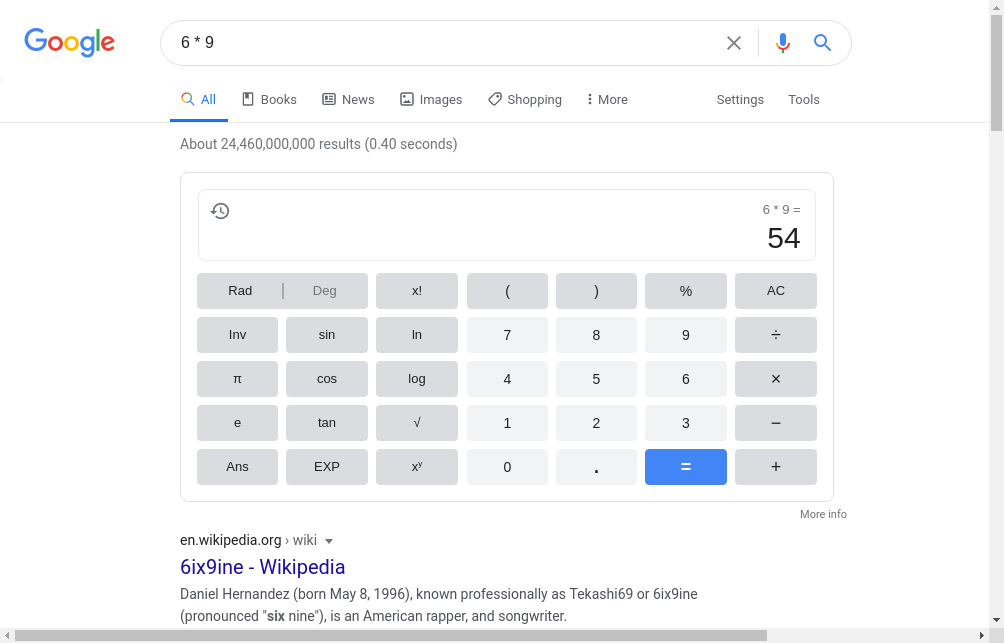 Google
6 * 9
All Books News Images Shopping More Settings Tools
About 24,460,000,000 results (0.40 seconds)
6 * 9 =
54
Rad | Deg x! ( ) % AC
Inv sin ln 7 8 9 ÷
π cos log 4 5 6 ×
e tan √ 1 2 3 −
Ans EXP xʸ 0 . = +
More info
en.wikipedia.org › wiki
6ix9ine - Wikipedia
Daniel Hernandez (born May 8, 1996), known professionally as Tekashi69 or 6ix9ine
(pronounced "six nine"), is an American rapper, and songwriter.